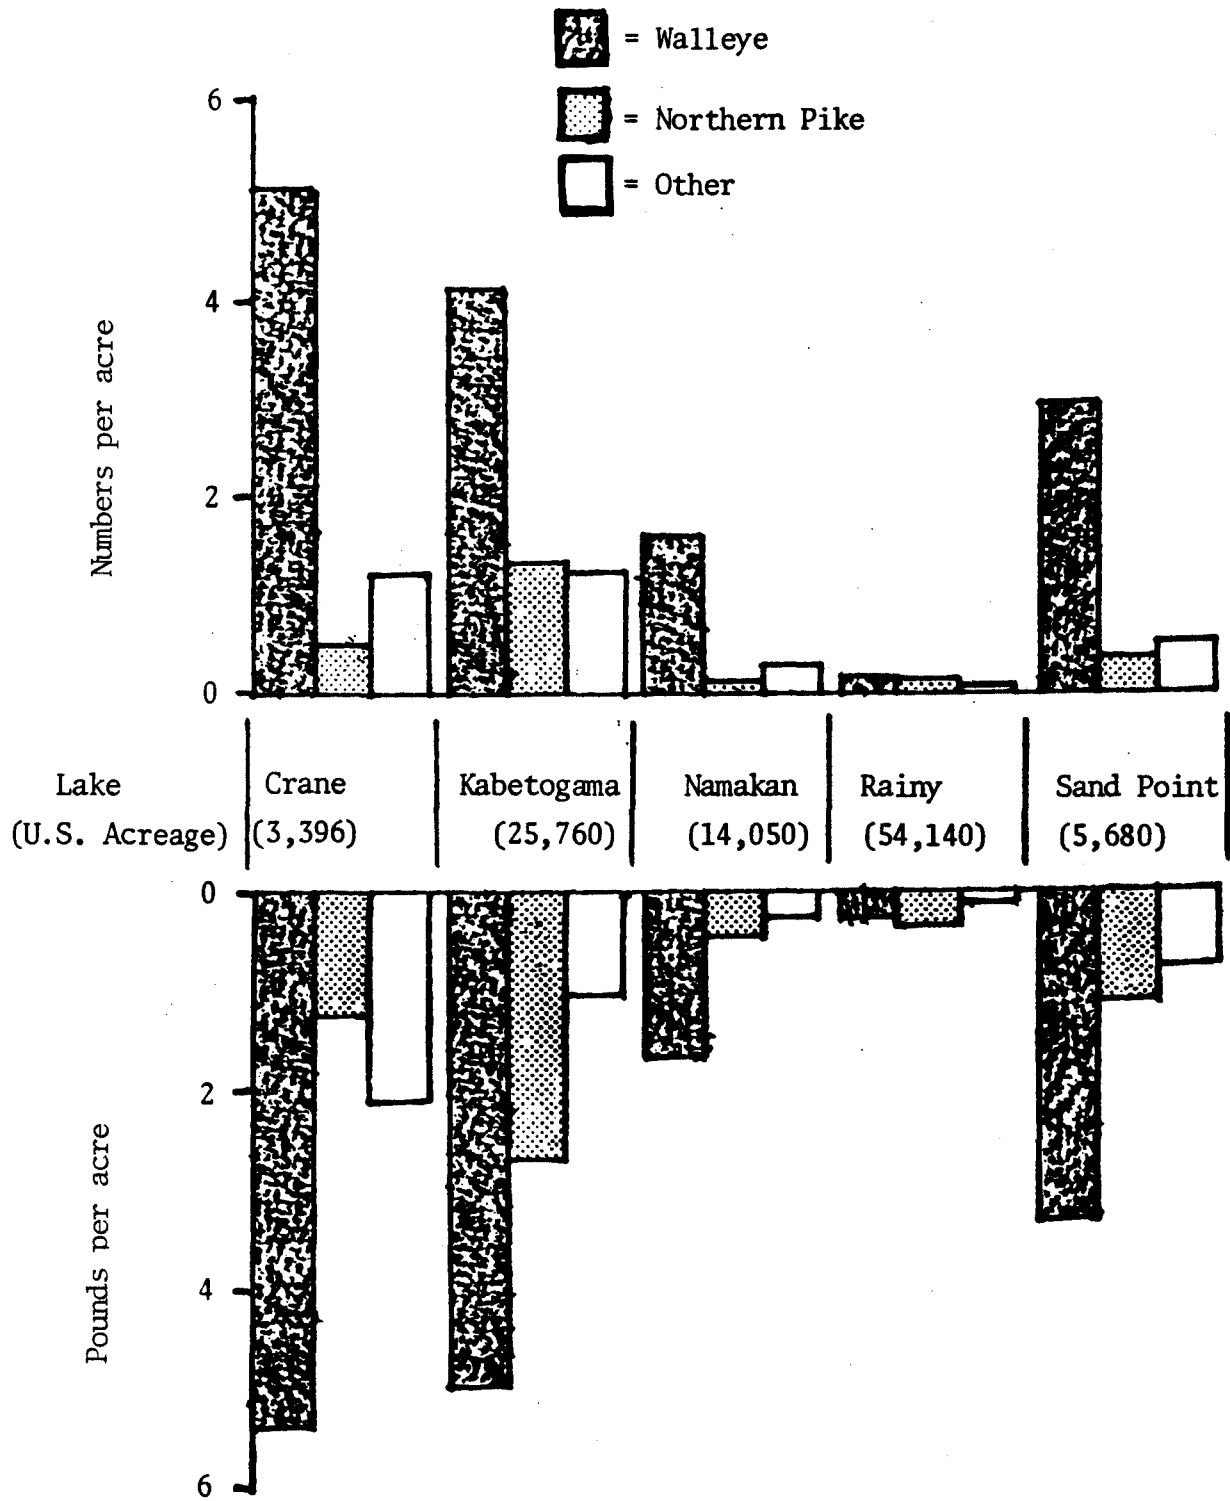 = Walleye
= Northern Pike
= Other
6
4
2
0
Numbers per acre
Lake Crane Kabetogama Namakan Rainy Sand Point
(U.S. Acreage) (3,396) (25,760) (14,050) (54,140) (5,680)
0
2
4
6
Pounds per acre